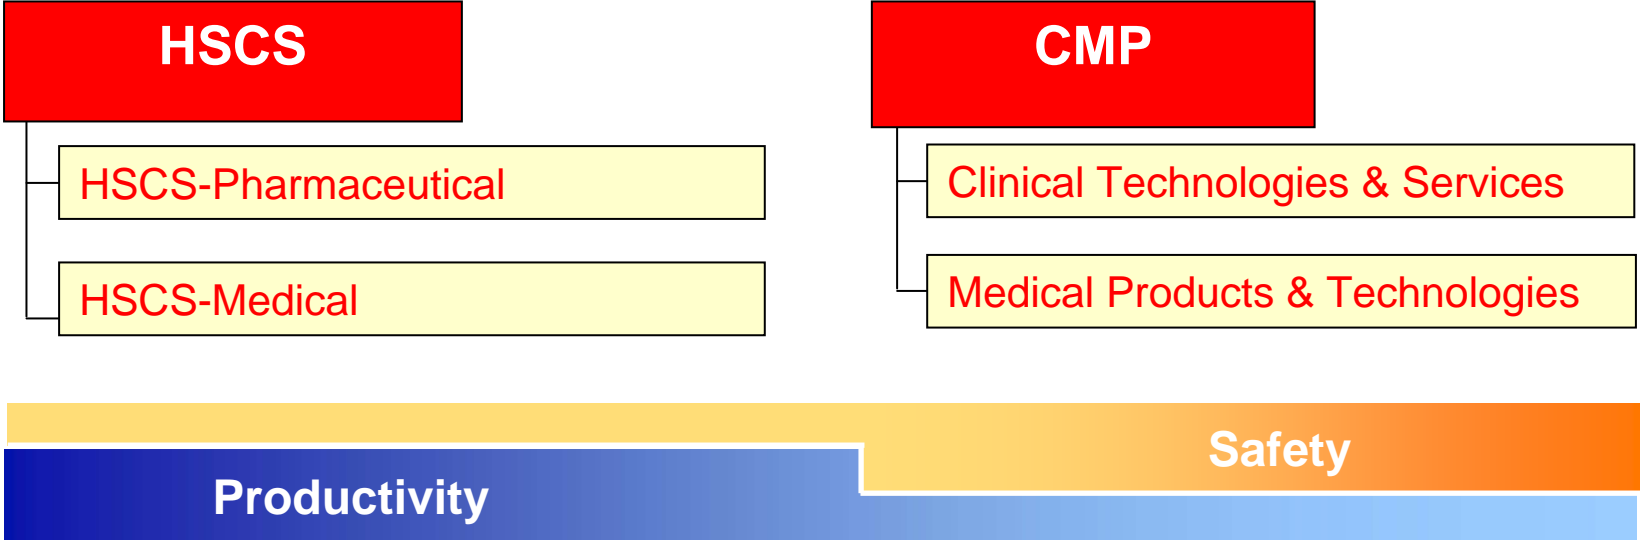 HSCS
HSCS-Pharmaceutical
HSCS-Medical
CMP
Clinical Technologies & Services
Medical Products & Technologies
Safety
Productivity